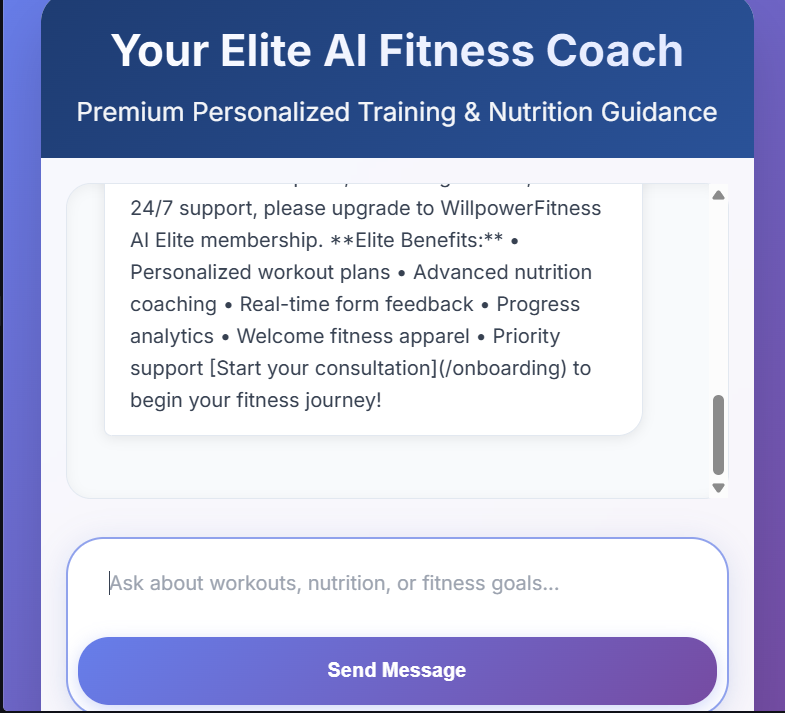 Your Elite AI Fitness Coach
Premium Personalized Training & Nutrition Guidance
24/7 support, please upgrade to WillpowerFitness
AI Elite membership. **Elite Benefits:** •
Personalized workout plans • Advanced nutrition
coaching • Real-time form feedback • Progress
analytics • Welcome fitness apparel • Priority
support [Start your consultation](/onboarding) to
begin your fitness journey!
Ask about workouts, nutrition, or fitness goals...
Send Message